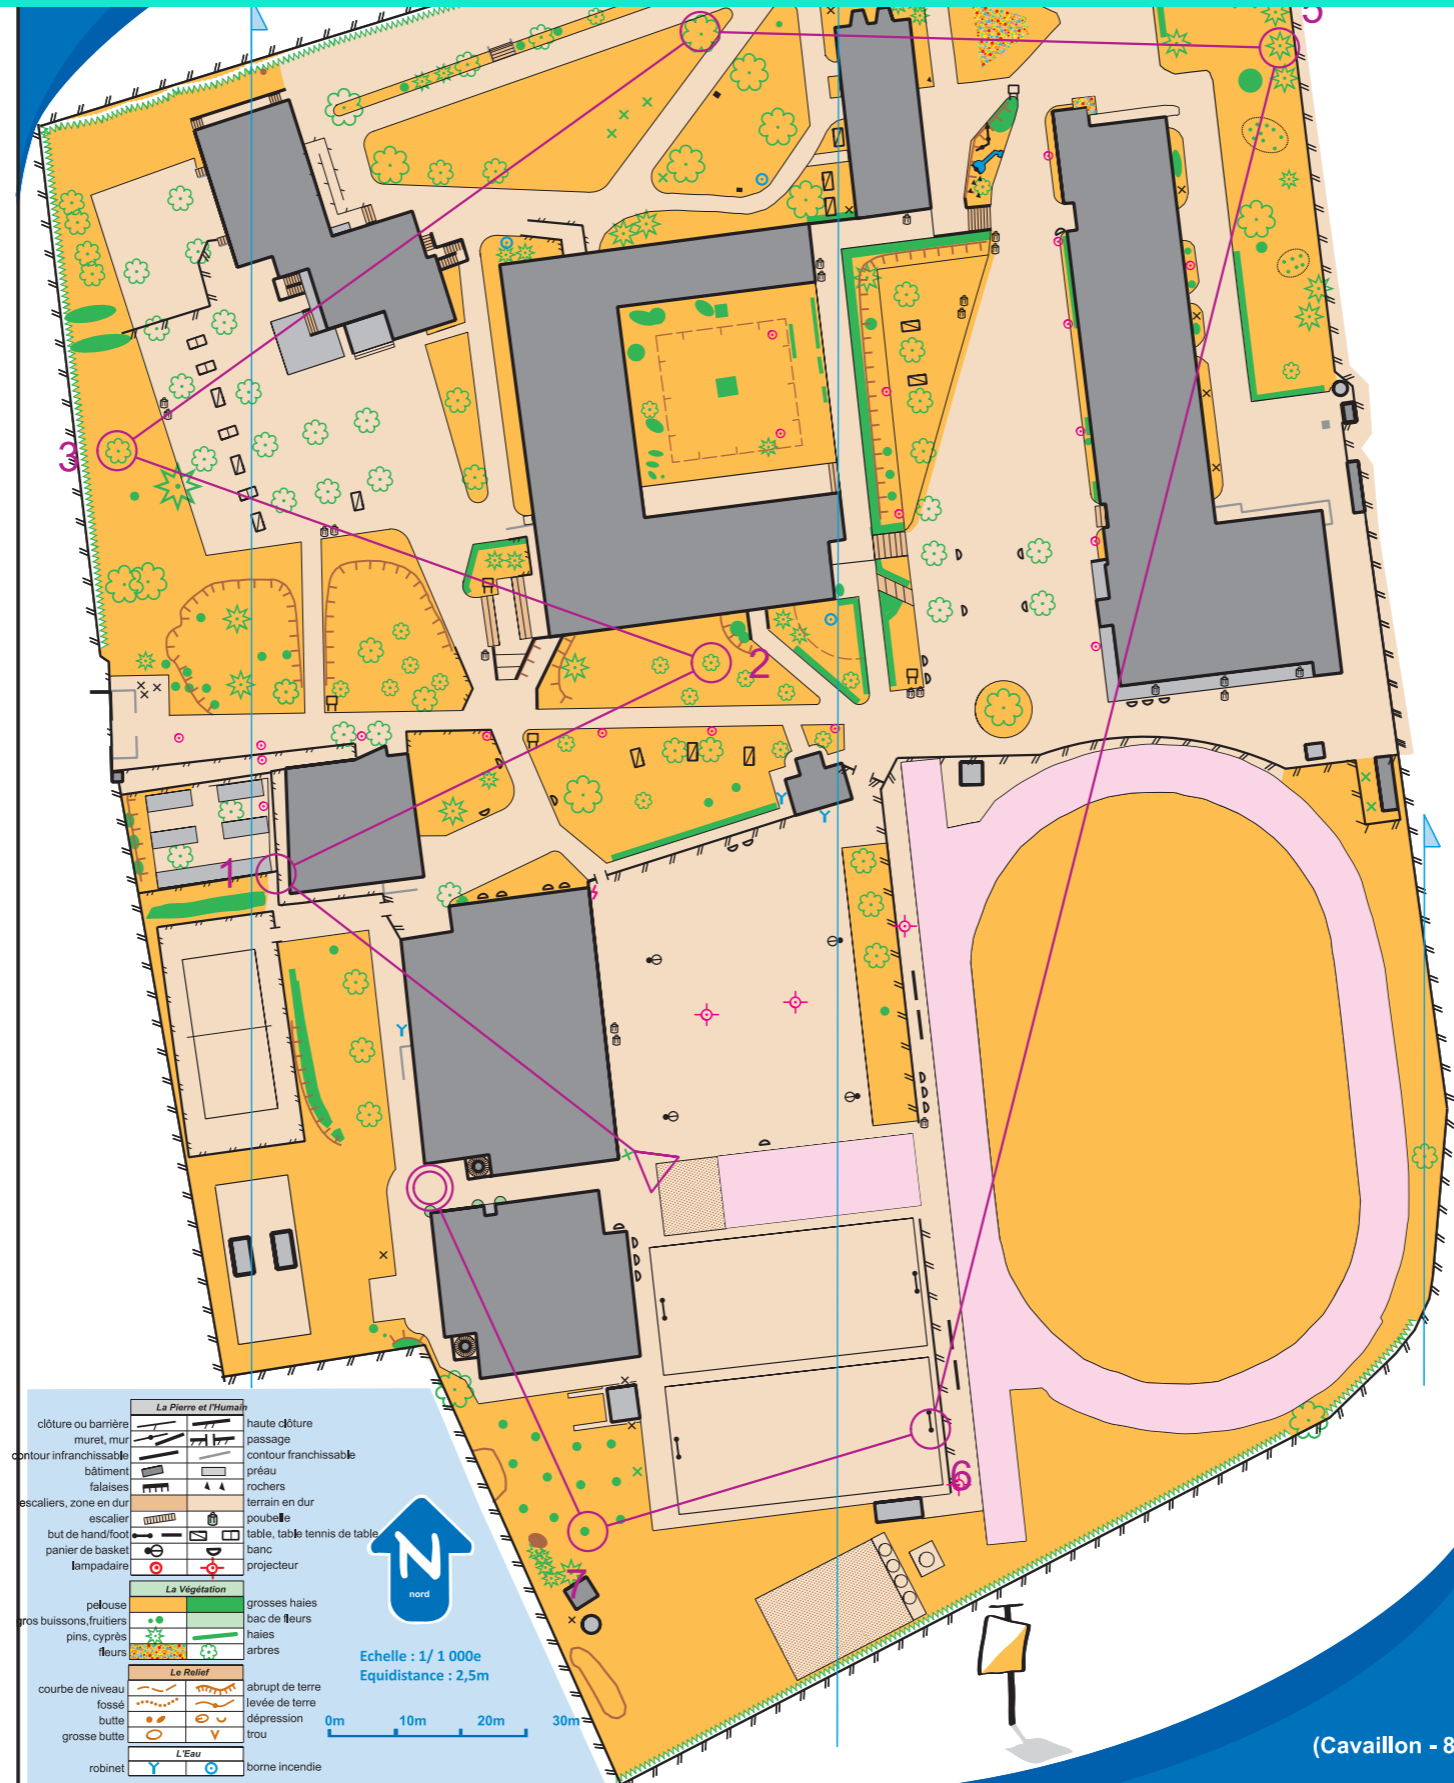 5
3
2
1
6
7
La Pierre et l'Humain
clôture ou barrière haute clôture
muret, mur passage
contour infranchissable contour franchissable
bâtiment préau
falaises rochers
escaliers, zone en dur terrain en dur
escalier poubelle
but de hand/foot table, table tennis de table
panier de basket banc
lampadaire projecteur
La Végétation
pelouse grosses haies
gros buissons,fruitiers bac de fleurs
pins, cyprès haies
fleurs arbres
Le Relief
courbe de niveau abrupt de terre
fossé levée de terre
butte dépression
grosse butte trou
L'Eau
robinet borne incendie
N
nord
Echelle : 1/ 1 000e
Equidistance : 2,5m
0m 10m 20m 30m
(Cavaillon - 8